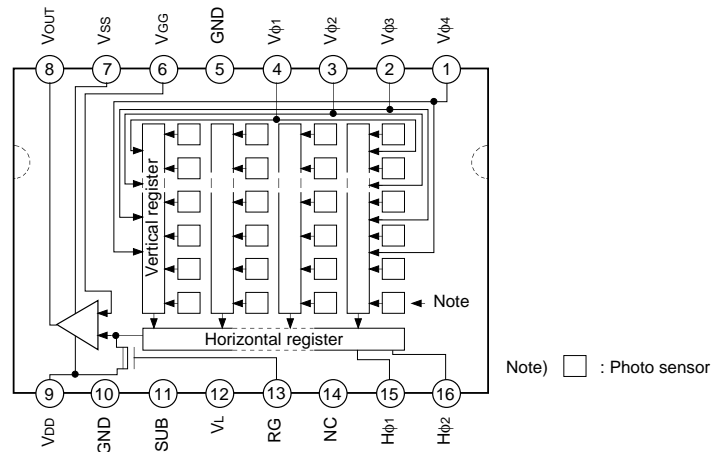 VOUT
VSS
VGG
GND
Vϕ1
Vϕ2
Vϕ3
Vϕ4
8
7
6
5
4
3
2
1
Vertical register
Note
Horizontal register
Note) : Photo sensor
9
10
11
12
13
14
15
16
VDD
GND
SUB
VL
RG
NC
Hϕ1
Hϕ2